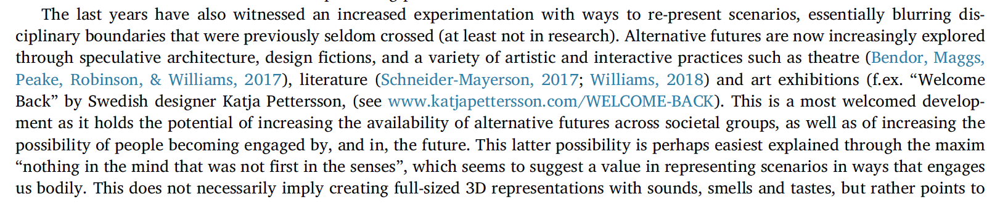 The last years have also witnessed an increased experimentation with ways to re-present scenarios, essentially blurring dis-
ciplinary boundaries that were previously seldom crossed (at least not in research). Alternative futures are now increasingly explored
through speculative architecture, design fictions, and a variety of artistic and interactive practices such as theatre (Bendor, Maggs,
Peake, Robinson, & Williams, 2017), literature (Schneider-Mayerson, 2017; Williams, 2018) and art exhibitions (f.ex. “Welcome
Back” by Swedish designer Katja Pettersson, (see www.katjapettersson.com/WELCOME-BACK). This is a most welcomed develop-
ment as it holds the potential of increasing the availability of alternative futures across societal groups, as well as of increasing the
possibility of people becoming engaged by, and in, the future. This latter possibility is perhaps easiest explained through the maxim
“nothing in the mind that was not first in the senses”, which seems to suggest a value in representing scenarios in ways that engages
us bodily. This does not necessarily imply creating full-sized 3D representations with sounds, smells and tastes, but rather points to